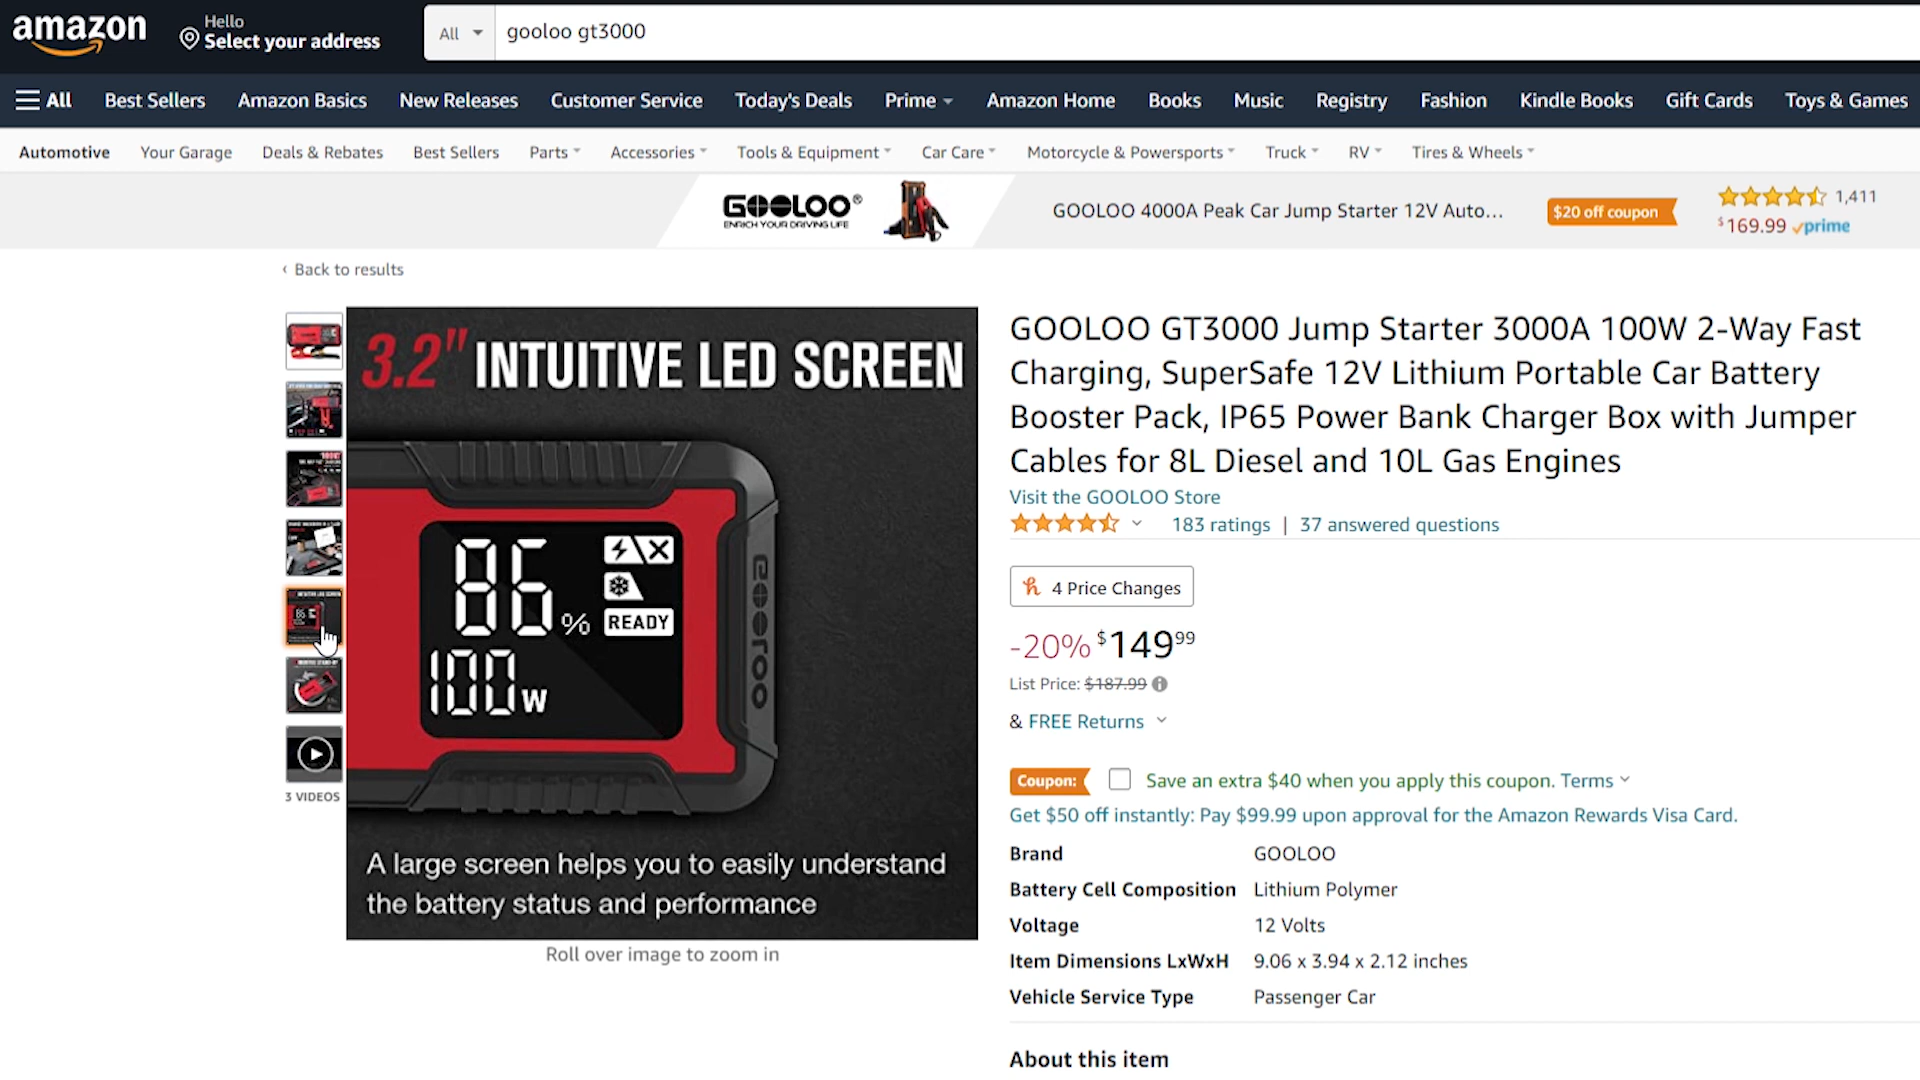 amazon
Hello
Select your address
All
gooloo gt3000
All
Best Sellers
Amazon Basics
New Releases
Customer Service
Today's Deals
Prime
Amazon Home
Books
Music
Registry
Fashion
Kindle Books
Gift Cards
Toys & Games
Automotive
Your Garage
Deals & Rebates
Best Sellers
Parts
Accessories
Tools & Equipment
Car Care
Motorcycle & Powersports
Truck
RV
Tires & Wheels
GOOLOO®
ENRICH YOUR DRIVING LIFE
GOOLOO 4000A Peak Car Jump Starter 12V Auto...
$20 off coupon
1,411
$169.99 prime
‹ Back to results
3.2" INTUITIVE LED SCREEN
86%
READY
100W
GOOLOO
A large screen helps you to easily understand
the battery status and performance
3 VIDEOS
Roll over image to zoom in
GOOLOO GT3000 Jump Starter 3000A 100W 2-Way Fast
Charging, SuperSafe 12V Lithium Portable Car Battery
Booster Pack, IP65 Power Bank Charger Box with Jumper
Cables for 8L Diesel and 10L Gas Engines
Visit the GOOLOO Store
183 ratings | 37 answered questions
4 Price Changes
-20% $14999
List Price: $187.99
& FREE Returns
Coupon: Save an extra $40 when you apply this coupon. Terms
Get $50 off instantly: Pay $99.99 upon approval for the Amazon Rewards Visa Card.
Brand GOOLOO
Battery Cell Composition Lithium Polymer
Voltage 12 Volts
Item Dimensions LxWxH 9.06 x 3.94 x 2.12 inches
Vehicle Service Type Passenger Car
About this item